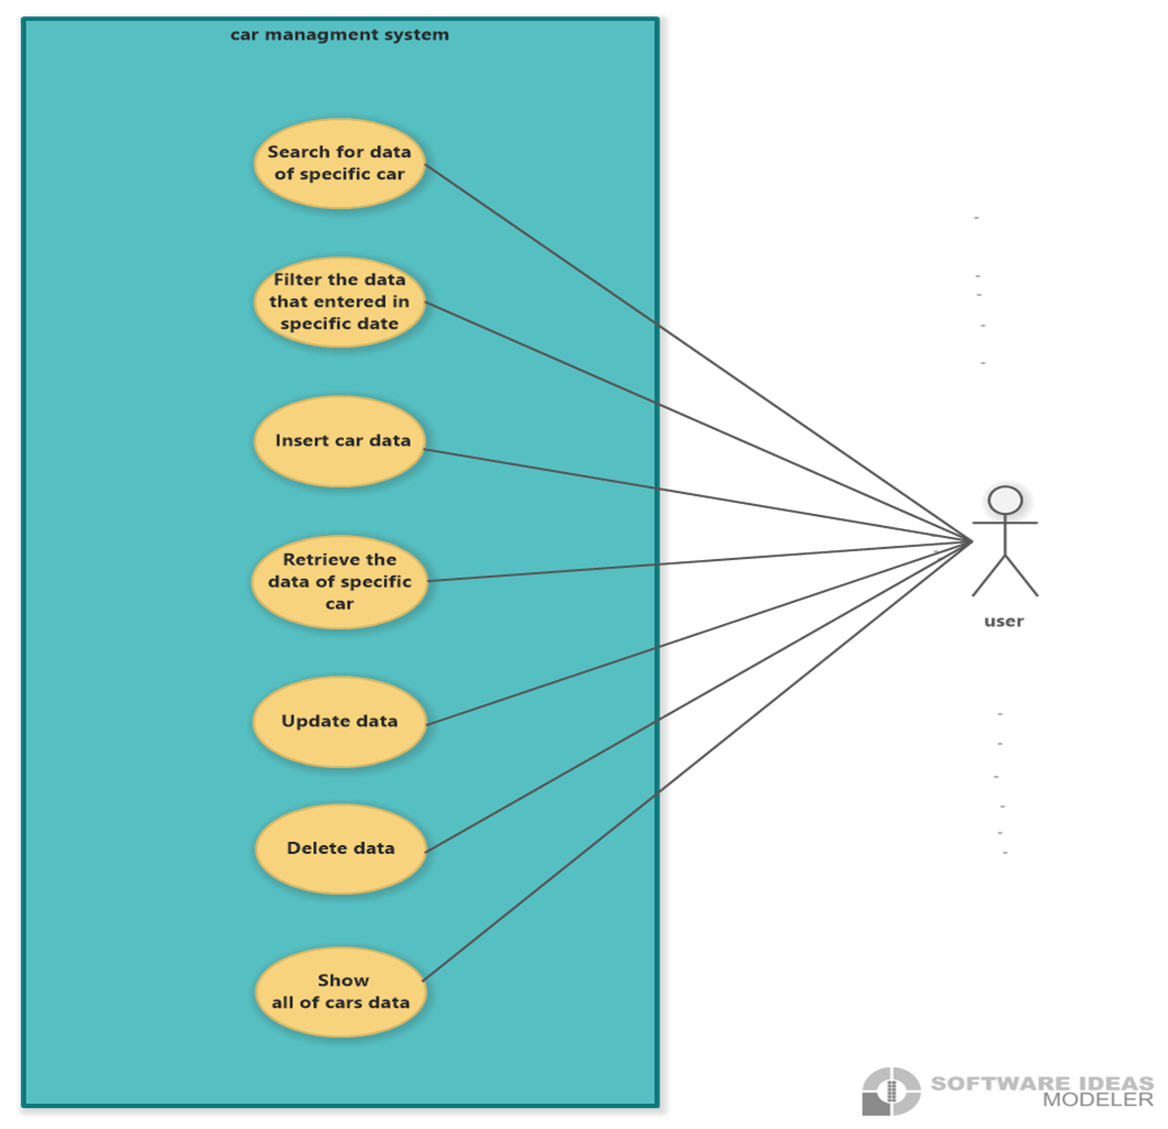 car managment system
Search for data
of specific car
Filter the data
that entered in
specific date
Insert car data
Retrieve the
data of specific
car
Update data
Delete data
Show
all of cars data
user
SOFTWARE IDEAS
MODELER